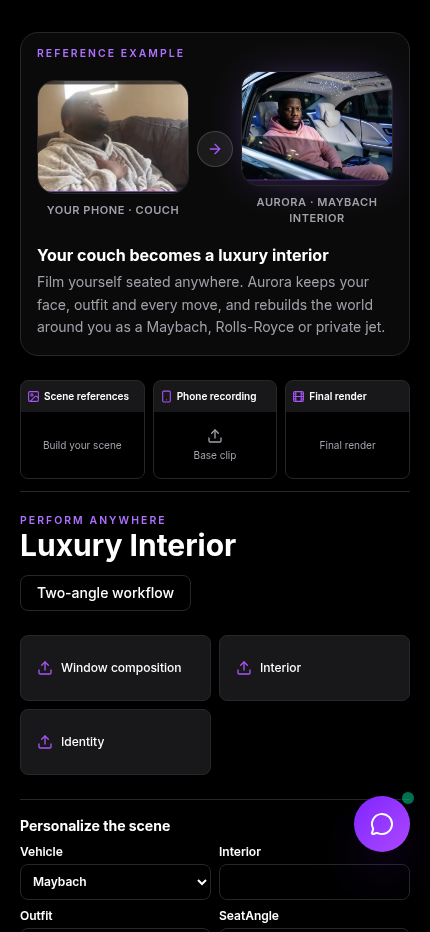 REFERENCE EXAMPLE
YOUR PHONE · COUCH
AURORA · MAYBACH
INTERIOR
Your couch becomes a luxury interior
Film yourself seated anywhere. Aurora keeps your
face, outfit and every move, and rebuilds the world
around you as a Maybach, Rolls-Royce or private jet.
Scene references
Phone recording
Final render
Build your scene
Base clip
Final render
PERFORM ANYWHERE
Luxury Interior
Two-angle workflow
Window composition
Interior
Identity
Personalize the scene
Vehicle
Interior
Maybach
Outfit
SeatAngle